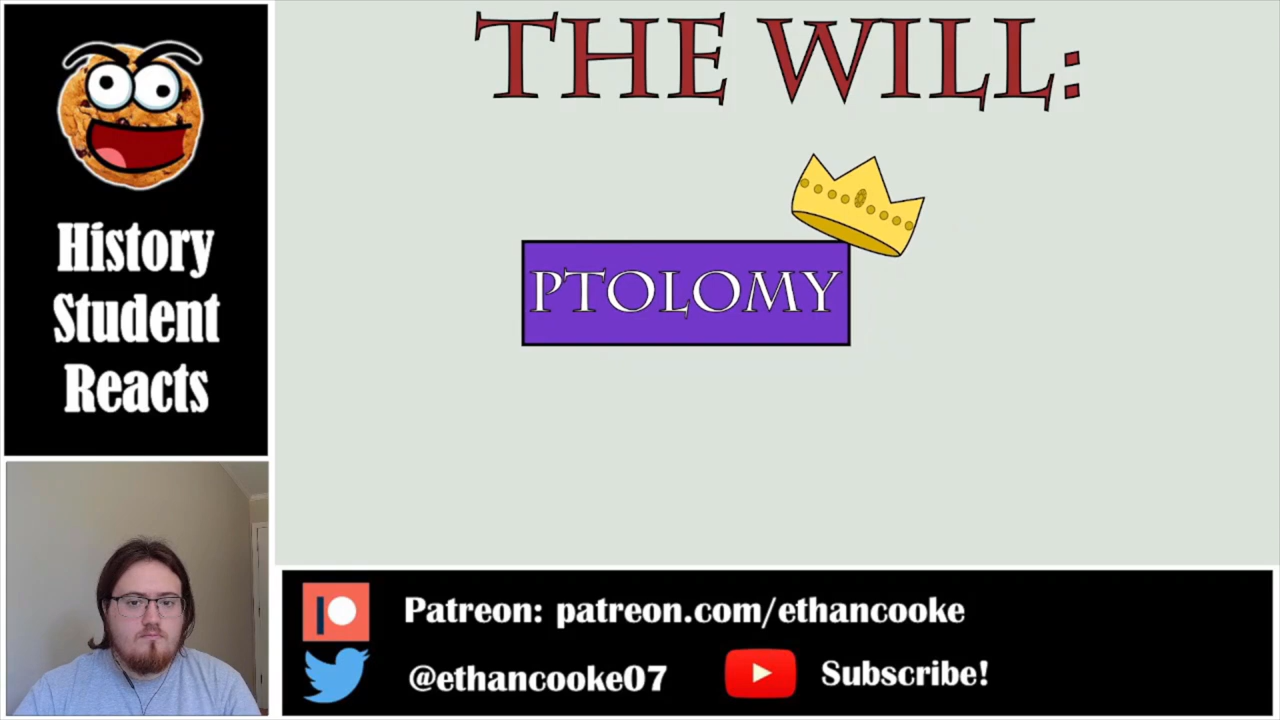 THE WILL:
PTOLOMY
History
Student
Reacts
Patreon: patreon.com/ethancooke
@ethancooke07
Subscribe!